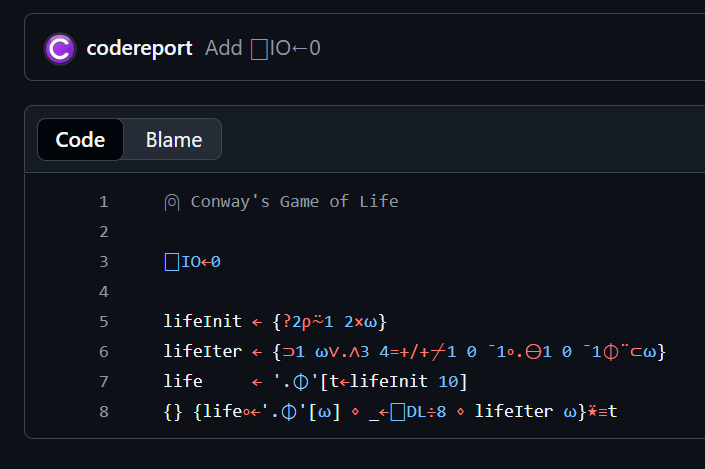 codereport Add ⎕IO←0
Code Blame
1 ⍝ Conway's Game of Life
2
3 ⎕IO←0
4
5 lifeInit ← {?2⍴⍨1 2×⍵}
6 lifeIter ← {⊃1 ⍵∨.∧3 4=+/+⌿1 0 ¯1∘.⊖1 0 ¯1⌽¨⊂⍵}
7 life ← '.⌽'[t←lifeInit 10]
8 {} {life∘←'.⌽'[⍵] ⋄ _←⎕DL÷8 ⋄ lifeIter ⍵}⍣≡t